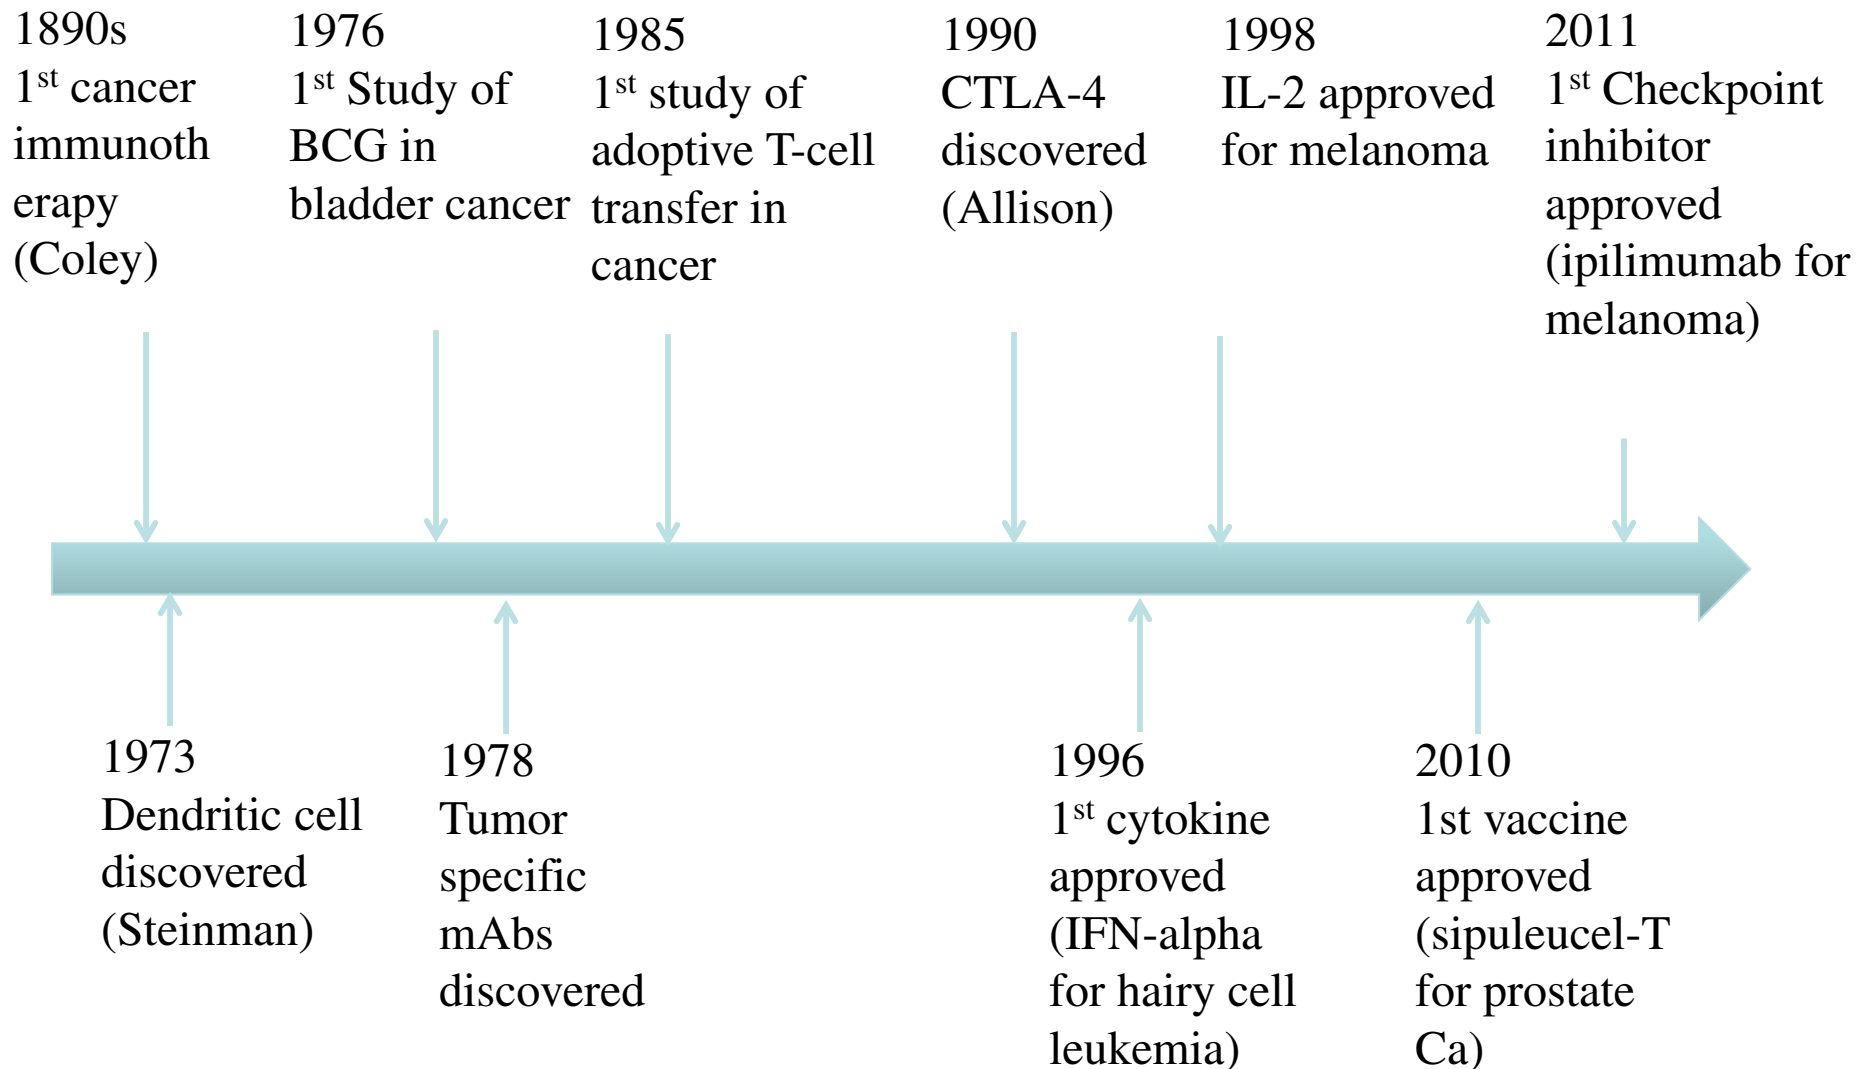 1890s
1st cancer
immunoth
erapy
(Coley)
1976
1st Study of
BCG in
bladder cancer
1985
1st study of
adoptive T-cell
transfer in
cancer
1990
CTLA-4
discovered
(Allison)
1998
IL-2 approved
for melanoma
2011
1st Checkpoint
inhibitor
approved
(ipilimumab for
melanoma)
1973
Dendritic cell
discovered
(Steinman)
1978
Tumor
specific
mAbs
discovered
1996
1st cytokine
approved
(IFN-alpha
for hairy cell
leukemia)
2010
1st vaccine
approved
(sipuleucel-T
for prostate
Ca)